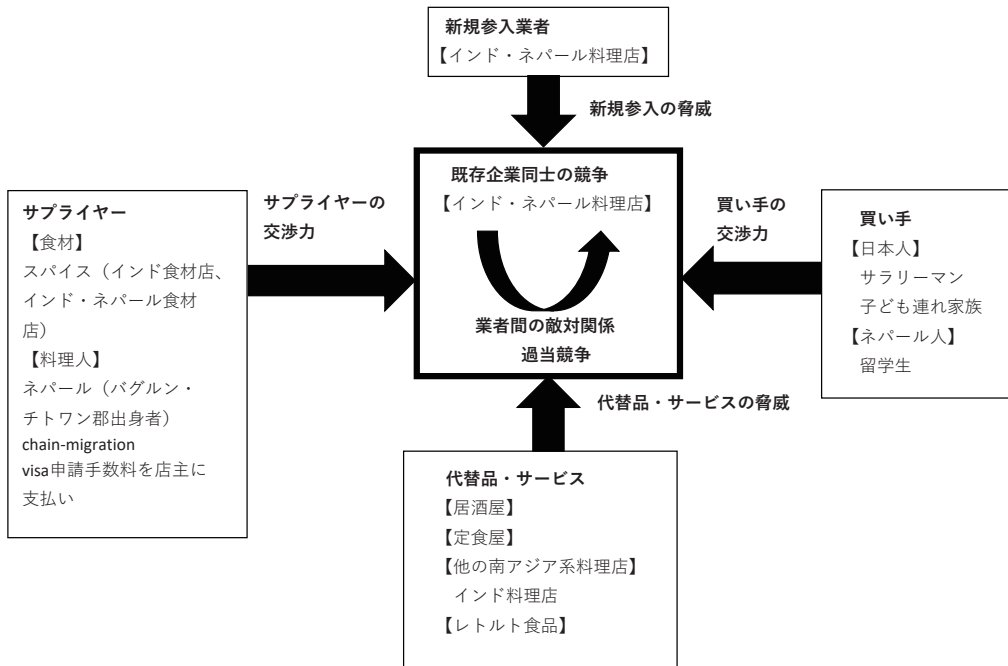 新規参入業者
【インド・ネパール料理店】
新規参入の脅威
既存企業同士の競争
【インド・ネパール料理店】
業者間の敵対関係
過当競争
サプライヤーの
交渉力
買い手の
交渉力
サプライヤー
【食材】
スパイス（インド食材店、
インド・ネパール食材
店）
【料理人】
ネパール（バグルン・
チトワン郡出身者）
chain-migration
visa申請手数料を店主に
支払い
買い手
【日本人】
サラリーマン
子ども連れ家族
【ネパール人】
留学生
代替品・サービスの脅威
代替品・サービス
【居酒屋】
【定食屋】
【他の南アジア系料理店】
インド料理店
【レトルト食品】